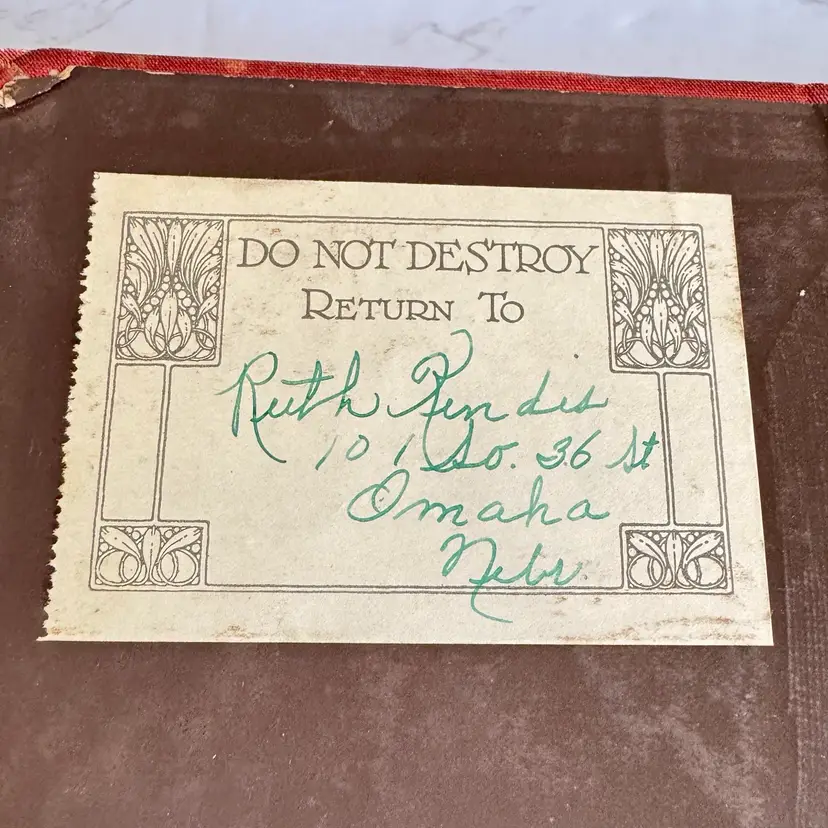 DO NOT DESTROY
RETURN TO
Ruth Rendis
101 So. 36 St
Omaha
Nebr.